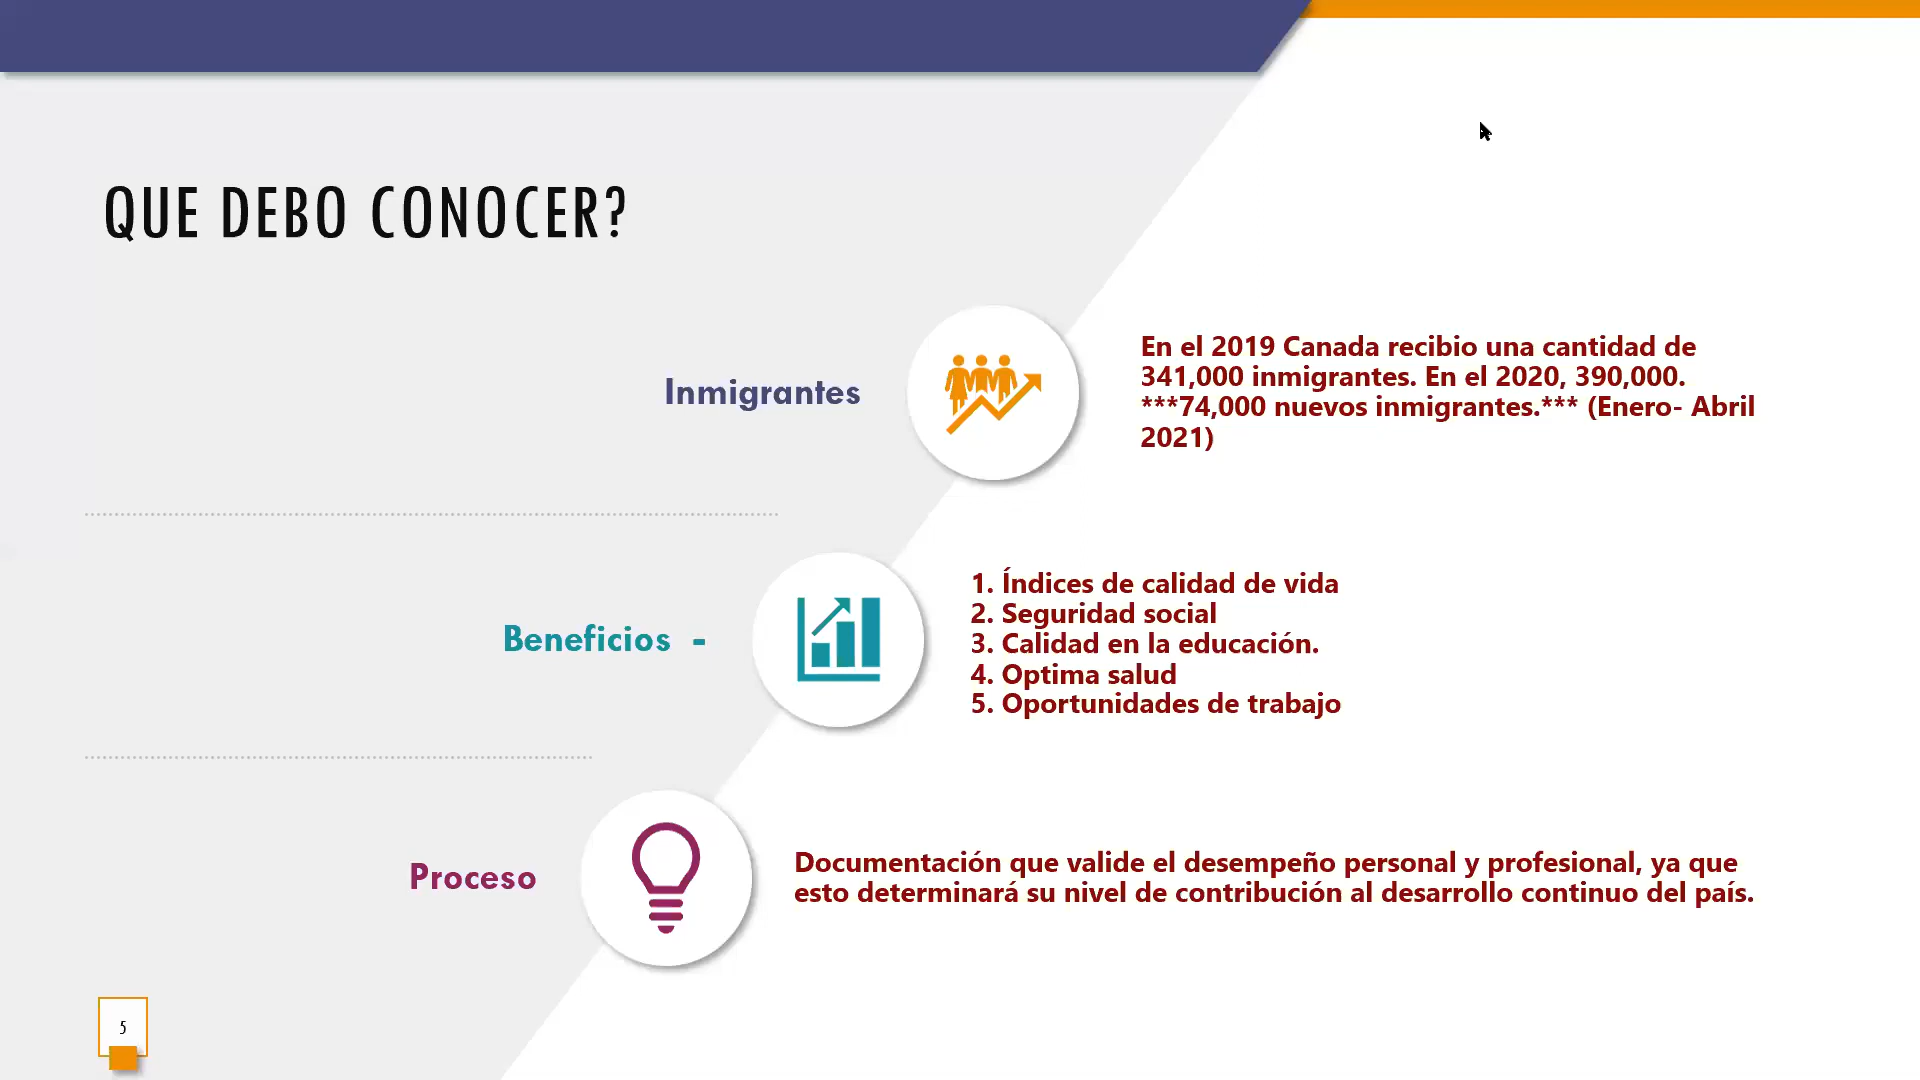 QUE DEBO CONOCER?
Inmigrantes
En el 2019 Canada recibio una cantidad de
341,000 inmigrantes. En el 2020, 390,000.
***74,000 nuevos inmigrantes.*** (Enero- Abril
2021)
Beneficios -
1. Índices de calidad de vida
2. Seguridad social
3. Calidad en la educación.
4. Optima salud
5. Oportunidades de trabajo
Proceso
Documentación que valide el desempeño personal y profesional, ya que
esto determinará su nivel de contribución al desarrollo continuo del país.
5